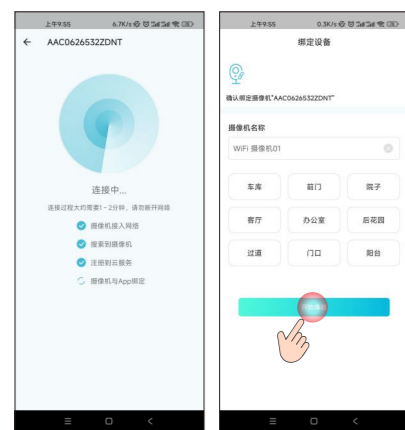 上午9:55 6.7K/s
AAC0626532ZDNT
连接中...
连接过程大约需要1-2分钟，请勿断开网络
摄像机接入网络
搜索到摄像机
注册到云服务
摄像机与App绑定
上午9:55 0.3K/s
绑定设备
确认绑定摄像机"AAC0626532ZDNT"
摄像机名称
WiFi 摄像机01
车库 前门 院子
客厅 办公室 后花园
过道 门口 阳台